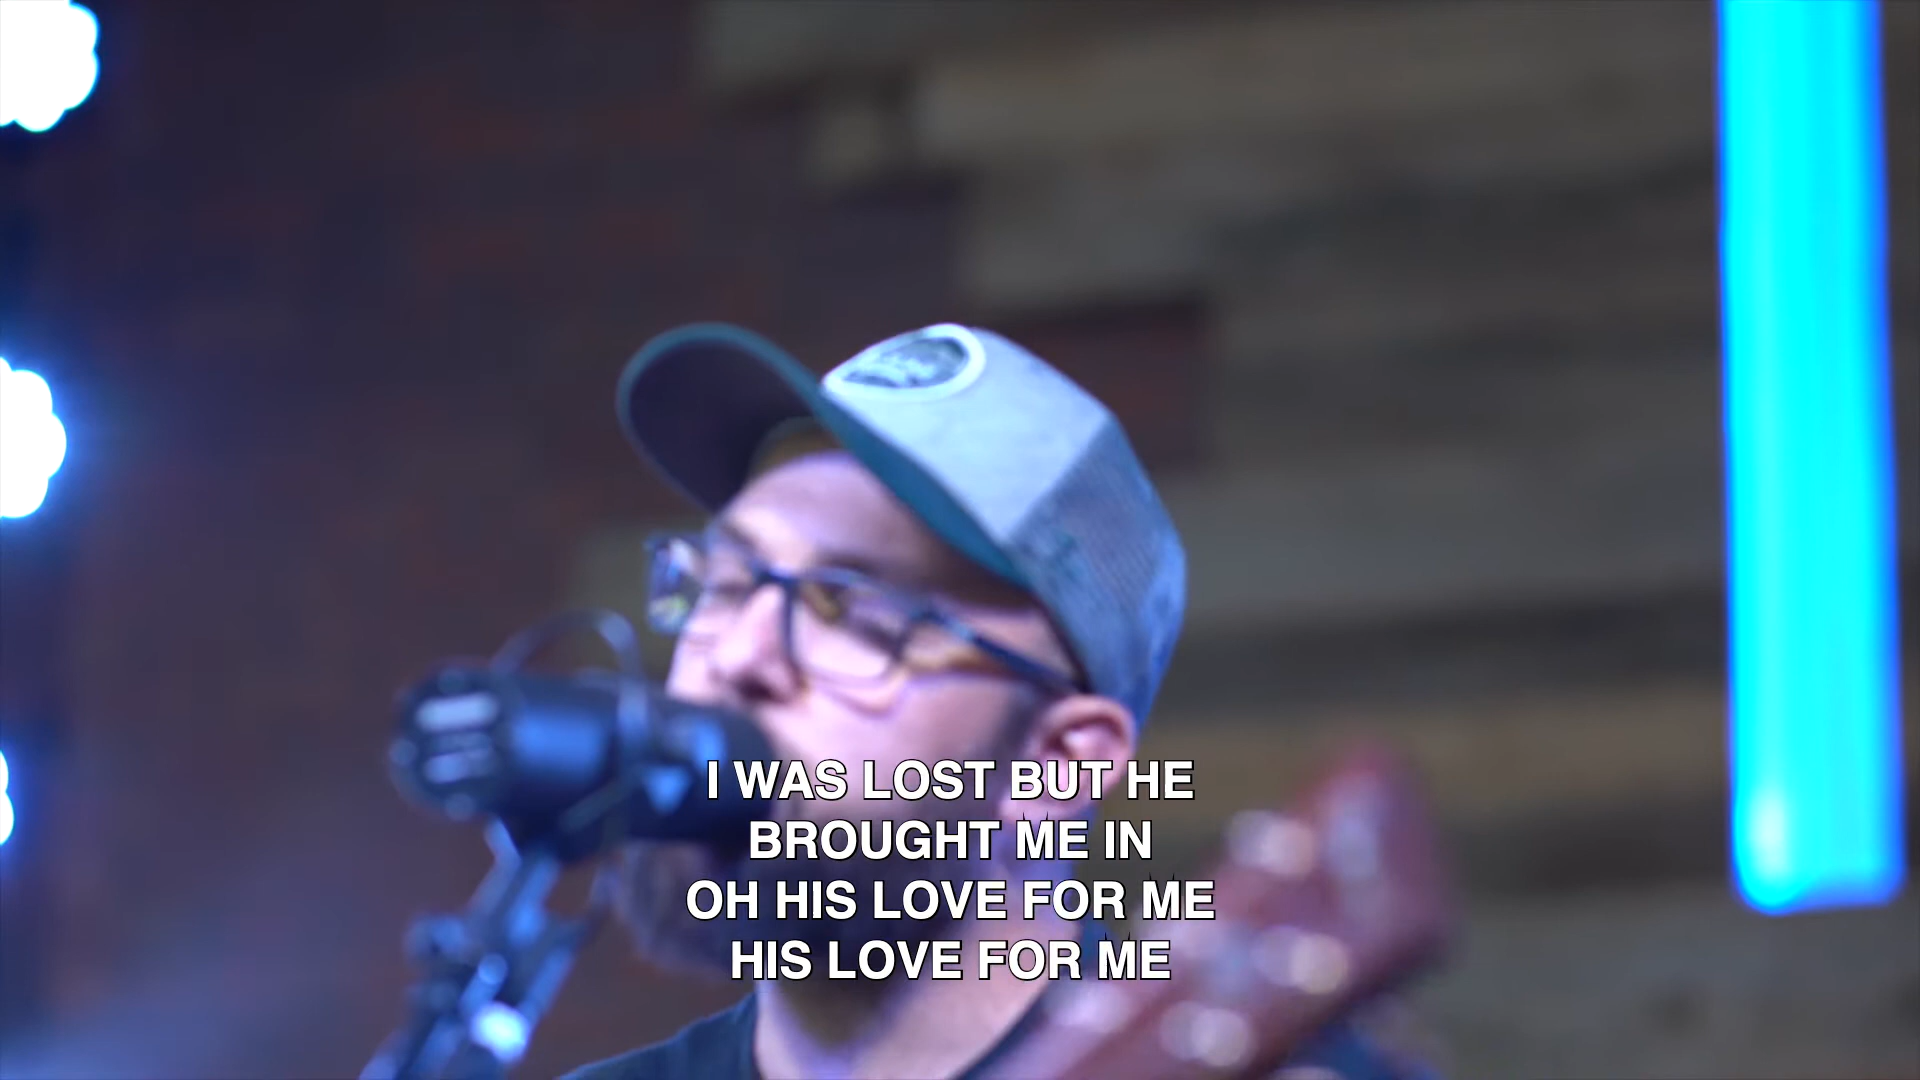 I WAS LOST BUT HE
BROUGHT ME IN
OH HIS LOVE FOR ME
HIS LOVE FOR ME